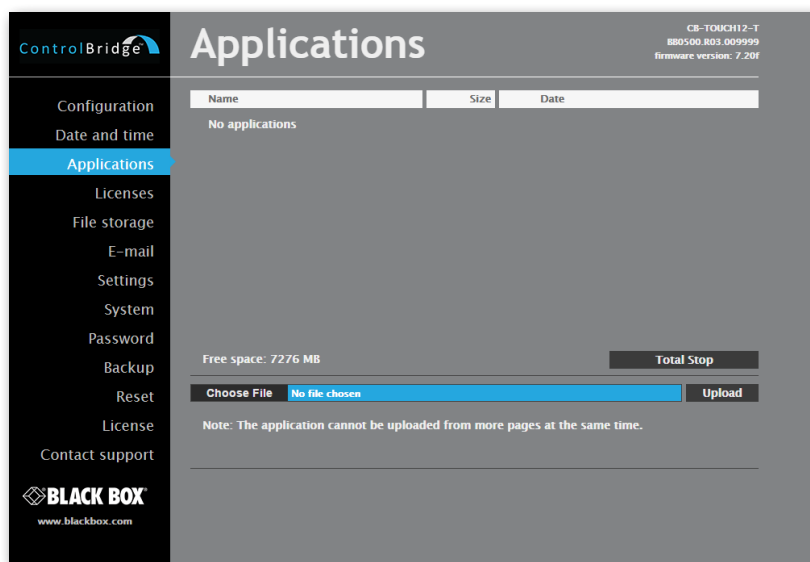 ControlBridge
Applications
CB-TOUCH12-T
880500.R03.009999
firmware version: 7.20f
Configuration
Date and time
Applications
Licenses
File storage
E-mail
Settings
System
Password
Backup
Reset
License
Contact support
BLACK BOX®
www.blackbox.com
Name Size Date
No applications
Free space: 7276 MB
Total Stop
Choose File No file chosen Upload
Note: The application cannot be uploaded from more pages at the same time.